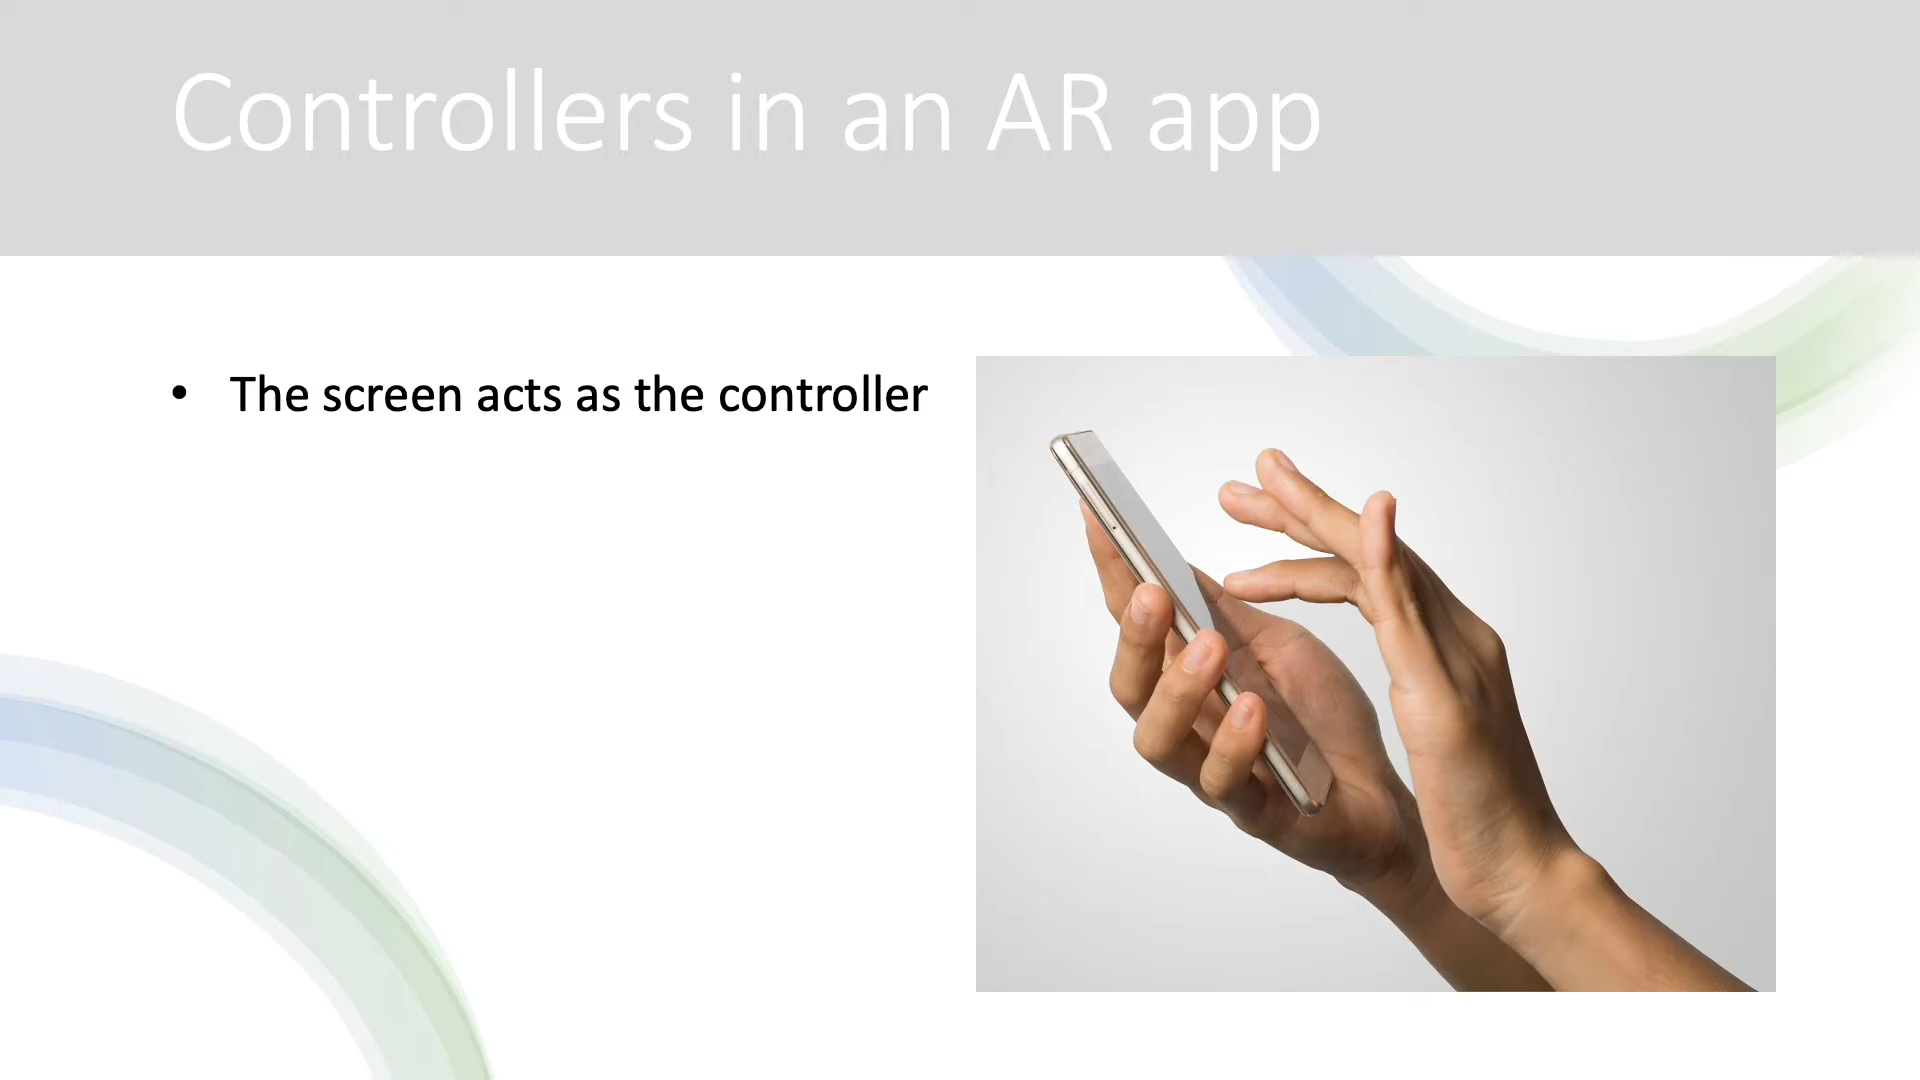 Controllers in an AR app
• The screen acts as the controller